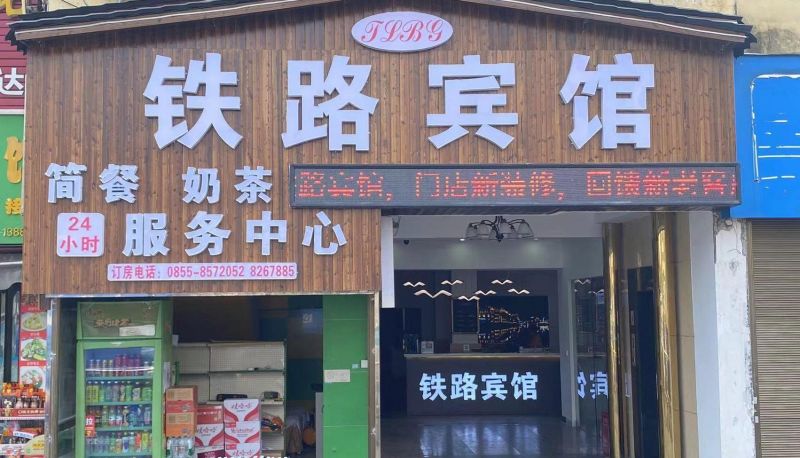 TLBG
铁路宾馆
简餐 奶茶
路宾馆，门店新装修，回馈新老客
24小时
服务中心
订房电话：0855-8572052 8267885
铁路宾馆
达